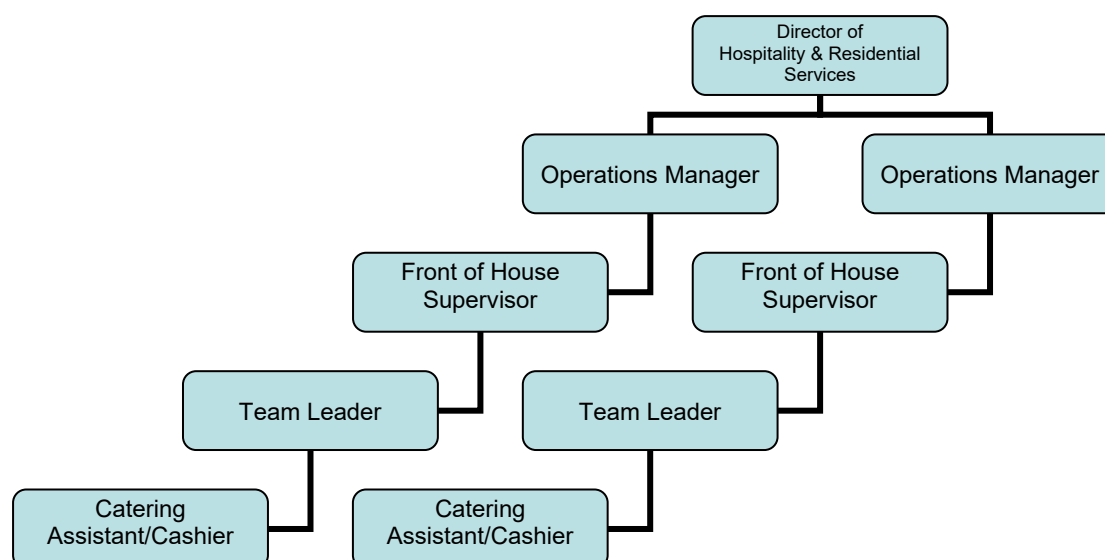 Director of
Hospitality & Residential
Services
Operations Manager
Operations Manager
Front of House
Supervisor
Front of House
Supervisor
Team Leader
Team Leader
Catering
Assistant/Cashier
Catering
Assistant/Cashier